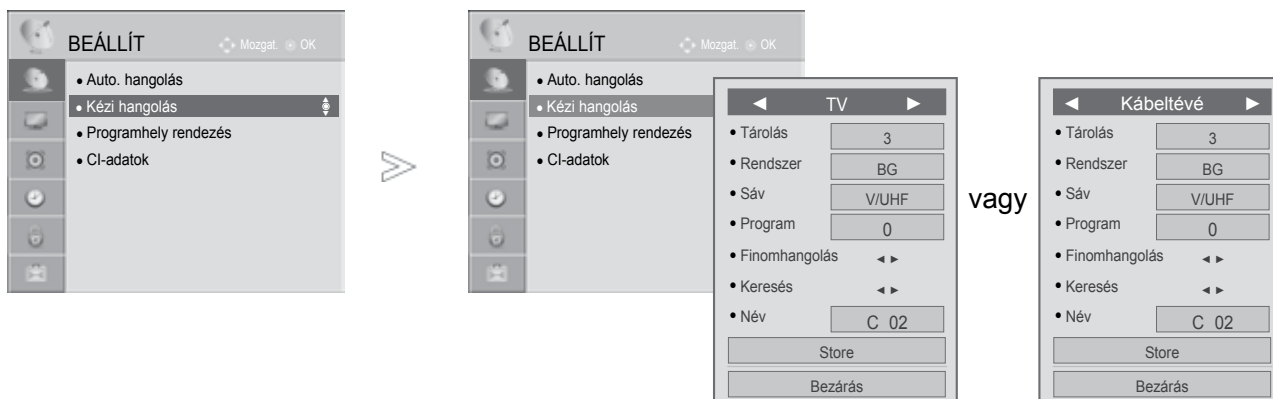 BEÁLLÍT Mozgat. OK
• Auto. hangolás
• Kézi hangolás
• Programhely rendezés
• CI-adatok
BEÁLLÍT Mozgat. OK
• Auto. hangolás
• Kézi hangolás
• Programhely rendezés
• CI-adatok
◄ TV ►
• Tárolás 3
• Rendszer BG
• Sáv V/UHF
• Program 0
• Finomhangolás ◄ ►
• Keresés ◄ ►
• Név C 02
Store
Bezárás
vagy
◄ Kábeltévé ►
• Tárolás 3
• Rendszer BG
• Sáv V/UHF
• Program 0
• Finomhangolás ◄ ►
• Keresés ◄ ►
• Név C 02
Store
Bezárás